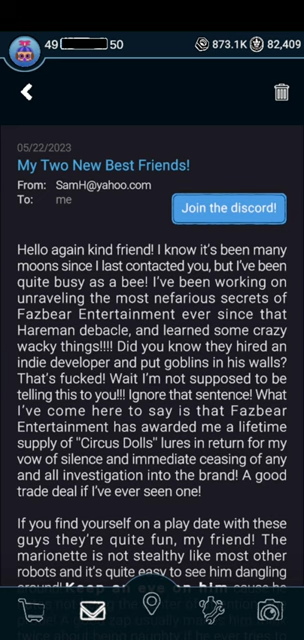 49 50
873.1K 82,409
05/22/2023
My Two New Best Friends!
From: SamH@yahoo.com
To: me
Join the discord!
Hello again kind friend! I know it's been many
moons since I last contacted you, but I've been
quite busy as a bee! I've been working on
unraveling the most nefarious secrets of
Fazbear Entertainment ever since that
Hareman debacle, and learned some crazy
wacky things!!!! Did you know they hired an
indie developer and put goblins in his walls?
That's fucked! Wait I'm not supposed to be
telling this to you!!! Ignore that sentence! What
I've come here to say is that Fazbear
Entertainment has awarded me a lifetime
supply of "Circus Dolls" lures in return for my
vow of silence and immediate ceasing of any
and all investigation into the brand! A good
trade deal if I've ever seen one!
If you find yourself on a play date with these
guys they're quite fun, my friend! The
marionette is not stealthy like most other
robots and it's quite easy to see him dangling
around! Keep an eye on him